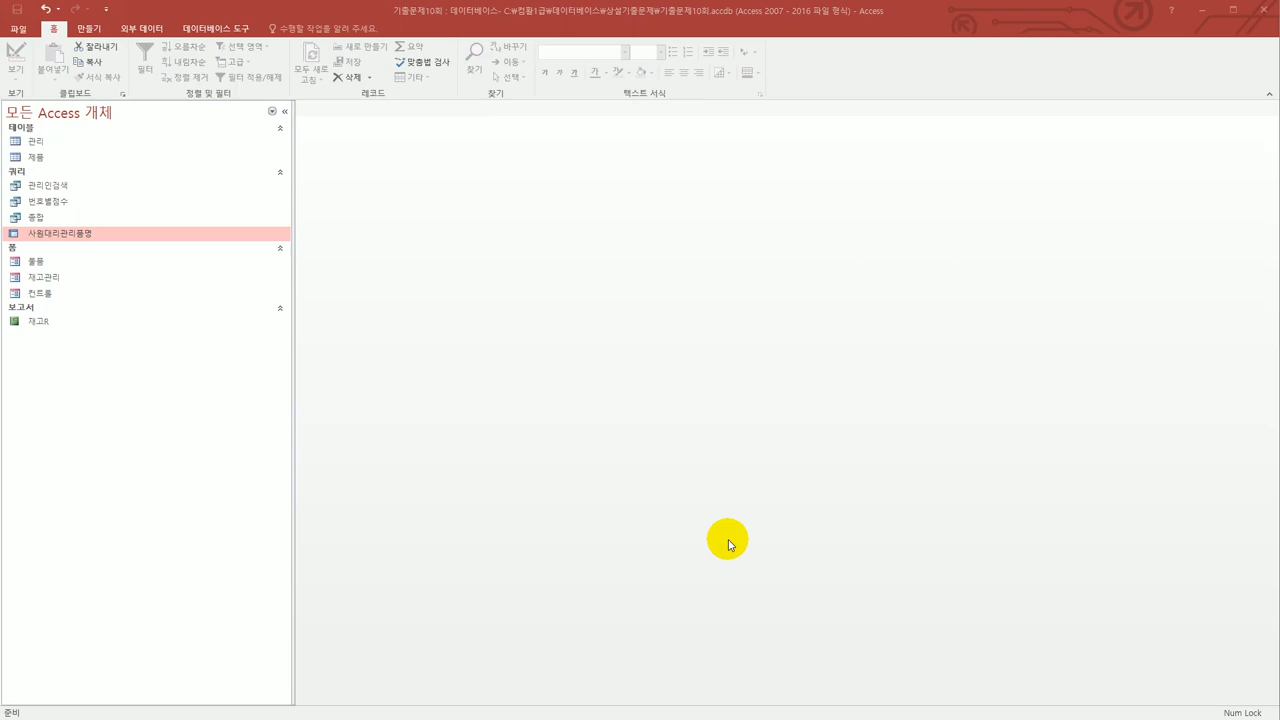 기출문제10회 : 데이터베이스- C:₩컴활1급₩데이터베이스₩상설기출문제₩기출문제10회.accdb (Access 2007 - 2016 파일 형식) - Access
파일 홈 만들기 외부 데이터 데이터베이스 도구 수행할 작업을 알려 주세요.
보기
붙여넣기
잘라내기
복사
서식 복사
필터
오름차순
내림차순
정렬 제거
선택 영역
고급
필터 적용/해제
모두 새로 고침
새로 만들기
저장
삭제
요약
맞춤법 검사
기타
찾기
바꾸기
이동
선택
가 가 가
보기 클립보드 정렬 및 필터 레코드 찾기 텍스트 서식
모든 Access 개체
테이블
관리
제품
쿼리
관리인검색
번호별점수
종합
사원대리관리품명
폼
물품
재고관리
컨트롤
보고서
재고R
준비
Num Lock